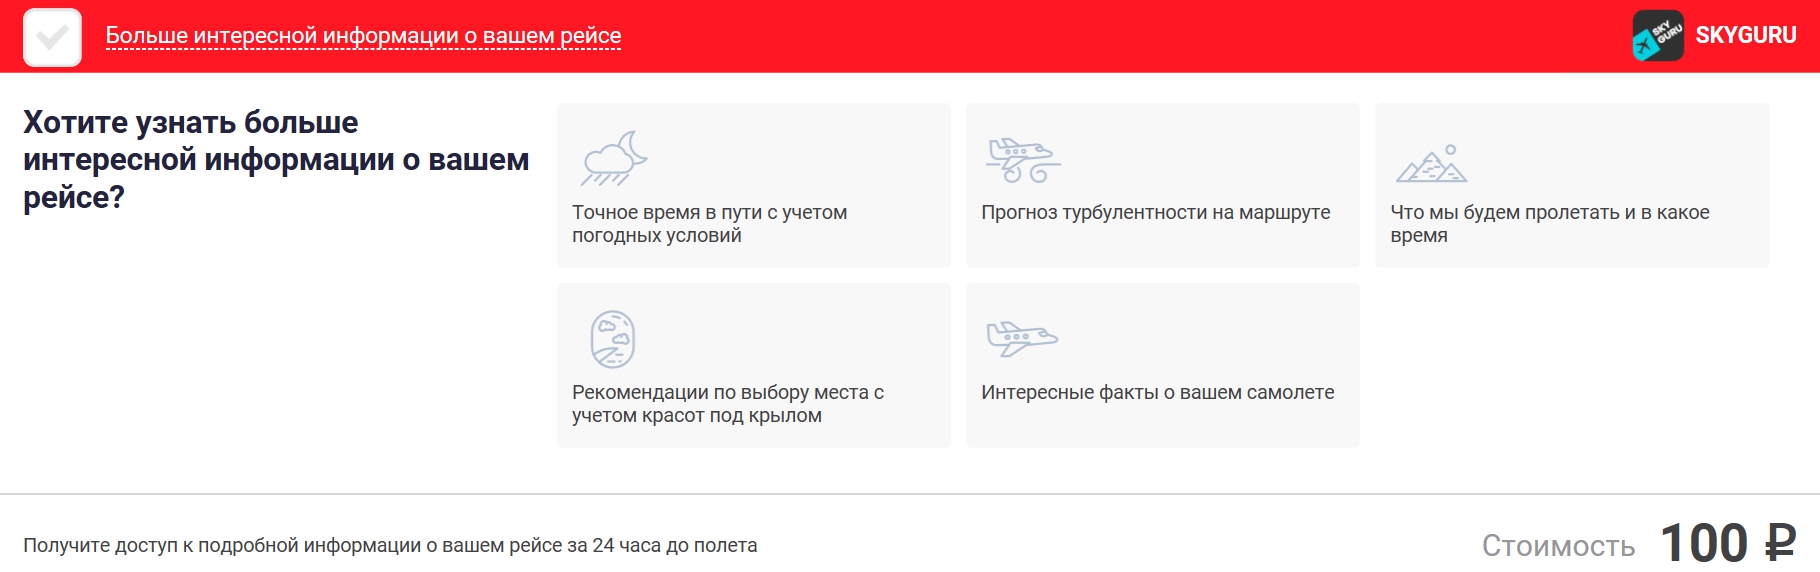 Больше интересной информации о вашем рейсе
SKY GURU
SKYGURU
Хотите узнать больше
интересной информации о вашем
рейсе?
Точное время в пути с учетом
погодных условий
Прогноз турбулентности на маршруте
Что мы будем пролетать и в какое
время
Рекомендации по выбору места с
учетом красот под крылом
Интересные факты о вашем самолете
Получите доступ к подробной информации о вашем рейсе за 24 часа до полета
Стоимость 100 ₽